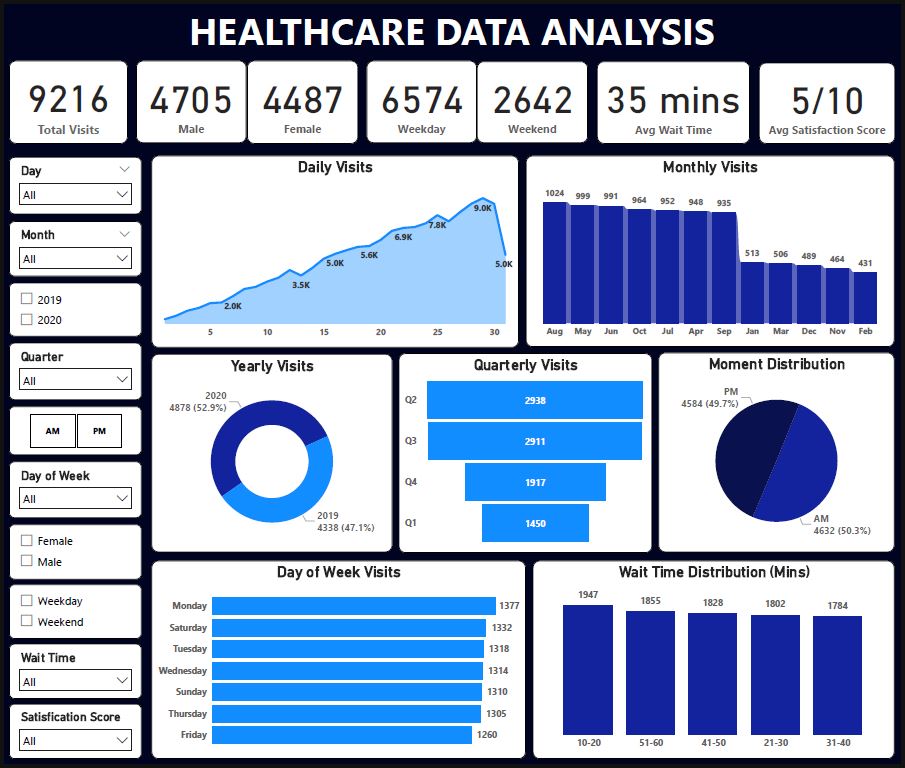 HEALTHCARE DATA ANALYSIS
9216
Total Visits
4705
Male
4487
Female
6574
Weekday
2642
Weekend
35 mins
Avg Wait Time
5/10
Avg Satisfaction Score
Day
All
Month
All
2019
2020
Quarter
All
AM PM
Day of Week
All
Female
Male
Weekday
Weekend
Wait Time
All
Satisfication Score
All
Daily Visits
2.0K
3.5K
5.0K
5.6K
6.9K
7.8K
9.0K
5.0K
5 10 15 20 25 30
Monthly Visits
1024 999 991 964 952 948 935 513 506 489 464 431
Aug May Jun Oct Jul Apr Sep Jan Mar Dec Nov Feb
Yearly Visits
2020
4878 (52.9%)
2019
4338 (47.1%)
Quarterly Visits
Q2 2938
Q3 2911
Q4 1917
Q1 1450
Moment Distribution
PM
4584 (49.7%)
AM
4632 (50.3%)
Day of Week Visits
Monday 1377
Saturday 1332
Tuesday 1318
Wednesday 1314
Sunday 1310
Thursday 1305
Friday 1260
Wait Time Distribution (Mins)
1947 1855 1828 1802 1784
10-20 51-60 41-50 21-30 31-40